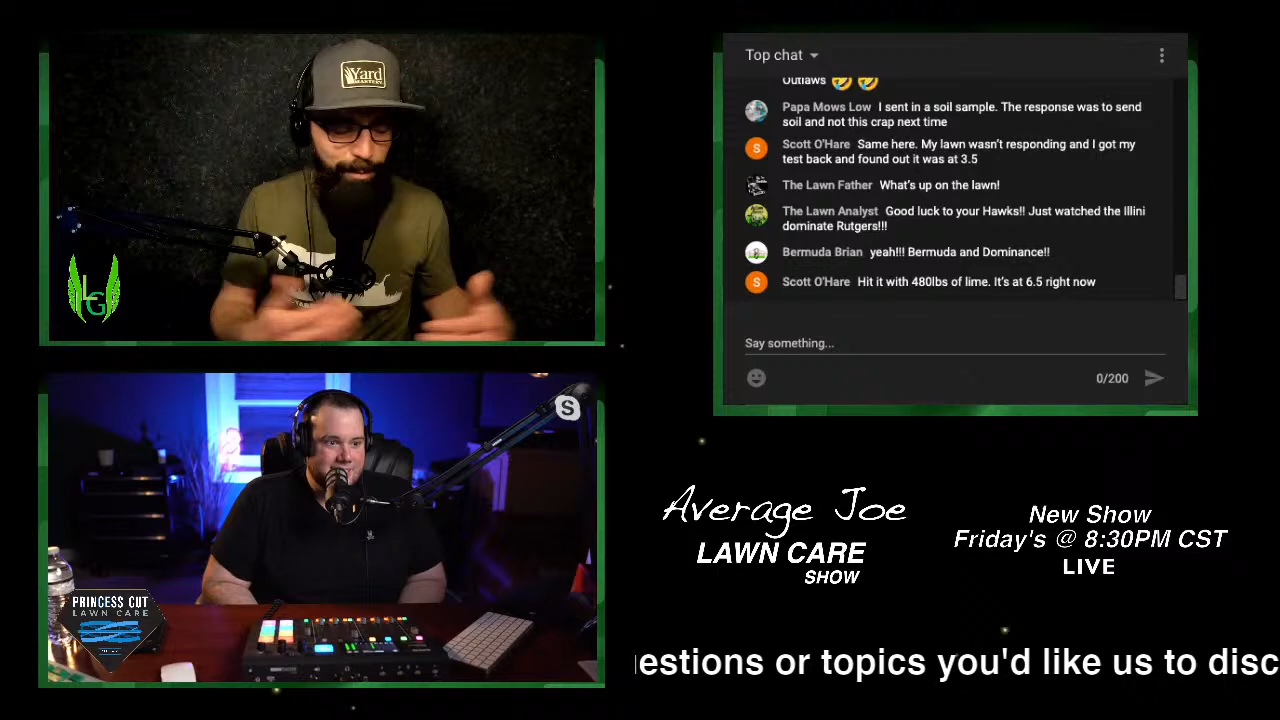 Yard
MASTERY
LG
S
PRINCESS CUT
LAWN CARE
Top chat
Outlaws 🤣 🤣
Papa Mows Low I sent in a soil sample. The response was to send
soil and not this crap next time
S
Scott O'Hare Same here. My lawn wasn't responding and I got my
test back and found out it was at 3.5
The Lawn Father What's up on the lawn!
The Lawn Analyst Good luck to your Hawks!! Just watched the Illini
dominate Rutgers!!!
Bermuda Brian yeah!!! Bermuda and Dominance!!
S
Scott O'Hare Hit it with 480lbs of lime. It's at 6.5 right now
Say something...
0/200
Average Joe
LAWN CARE
SHOW
New Show
Friday's @ 8:30PM CST
LIVE
estions or topics you'd like us to disc